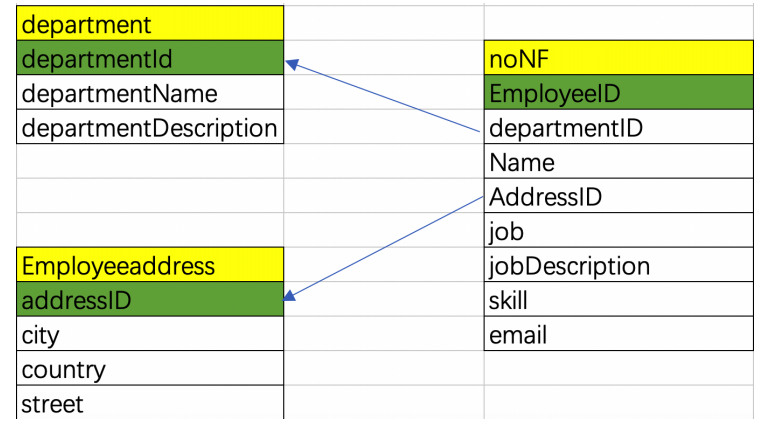 department
departmentId
departmentName
departmentDescription
noNF
EmployeeID
departmentID
Name
AddressID
job
jobDescription
skill
email
Employeeaddress
addressID
city
country
street